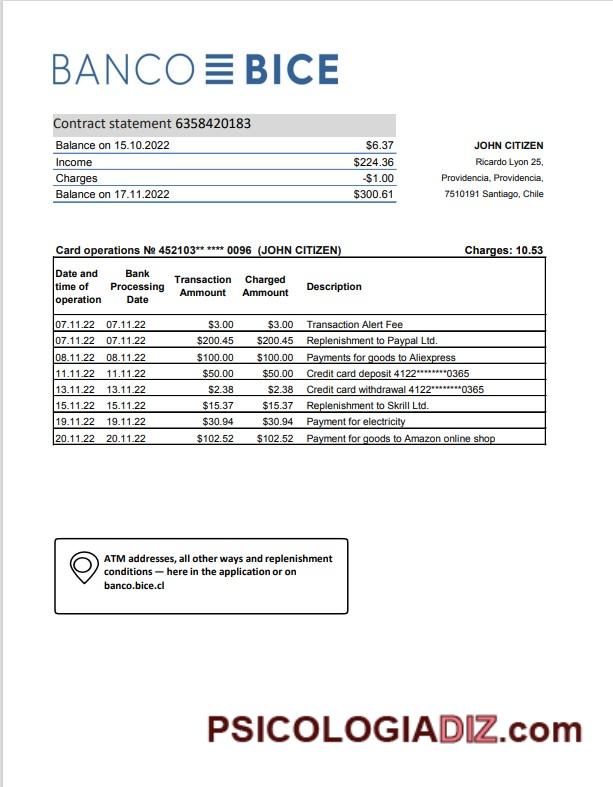 BANCO BICE
Contract statement 6358420183
Balance on 15.10.2022 $6.37
Income $224.36
Charges -$1.00
Balance on 17.11.2022 $300.61
JOHN CITIZEN
Ricardo Lyon 25,
Providencia, Providencia,
7510191 Santiago, Chile
Card operations № 452103** **** 0096 (JOHN CITIZEN) Charges: 10.53
Date and time of operation Bank Processing Date Transaction Amount Charged Amount Description
07.11.22 07.11.22 $3.00 $3.00 Transaction Alert Fee
07.11.22 07.11.22 $200.45 $200.45 Replenishment to Paypal Ltd.
08.11.22 08.11.22 $100.00 $100.00 Payments for goods to Aliexpress
11.11.22 11.11.22 $50.00 $50.00 Credit card deposit 4122********0365
13.11.22 13.11.22 $2.38 $2.38 Credit card withdrawal 4122********0365
15.11.22 15.11.22 $15.37 $15.37 Replenishment to Skrill Ltd.
19.11.22 19.11.22 $30.94 $30.94 Payment for electricity
20.11.22 20.11.22 $102.52 $102.52 Payment for goods to Amazon online shop
ATM addresses, all other ways and replenishment
conditions — here in the application or on
banco.bice.cl
PSICOLOGIADIZ.com